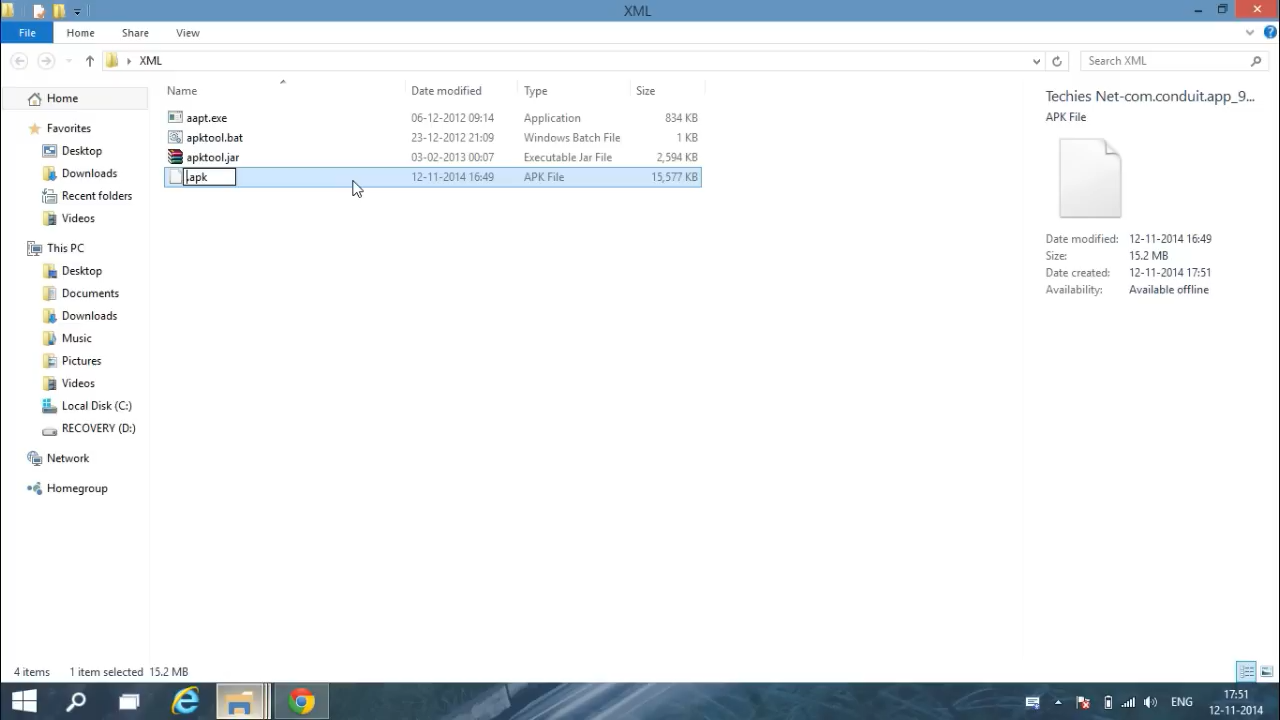 XML
File Home Share View
XML
Search XML
Name Date modified Type Size
aapt.exe 06-12-2012 09:14 Application 834 KB
apktool.bat 23-12-2012 21:09 Windows Batch File 1 KB
apktool.jar 03-02-2013 00:07 Executable Jar File 2,594 KB
.apk 12-11-2014 16:49 APK File 15,577 KB
Home
Favorites
Desktop
Downloads
Recent folders
Videos
This PC
Desktop
Documents
Downloads
Music
Pictures
Videos
Local Disk (C:)
RECOVERY (D:)
Network
Homegroup
Techies Net-com.conduit.app_9...
APK File
Date modified: 12-11-2014 16:49
Size: 15.2 MB
Date created: 12-11-2014 17:51
Availability: Available offline
4 items 1 item selected 15.2 MB
ENG
17:51
12-11-2014